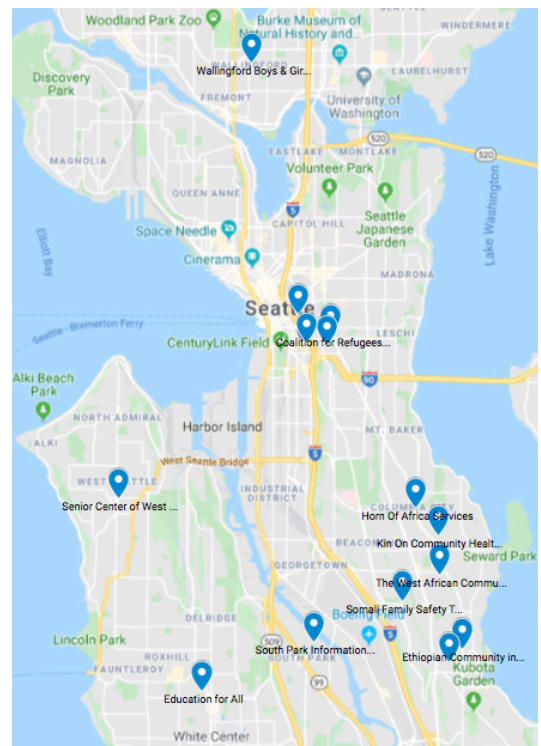 SEATTLE
Woodland Park Zoo
Burke Museum of
Natural History and...
WINDERMERE
WALLINGFORD
Wallingford Boys & Gir...
LAURELHURST
Discovery
Park
FREMONT
University of
Washington
520
EASTLAKE
MONTLAKE
520
MAGNOLIA
Volunteer Park
QUEEN ANNE
5
Seattle
Japanese
Garden
Space Needle
CAPITOL HILL
Cinerama
Elliott Bay
Lake Washington
MADRONA
Seattle
Seattle - Bremerton Ferry
LESCHI
CenturyLink Field
Coalition for Refugees...
90
Alki Beach
Park
NORTH ADMIRAL
Harbor Island
MT. BAKER
ALKI
West Seattle Bridge
5
WEST SEATTLE
INDUSTRIAL
DISTRICT
Senior Center of West ...
COLUMBIA CITY
Horn Of Africa Services
BEACON
Kin On Community Healt...
Seward Park
GEORGETOWN
The West African Commu...
Somali Family Safety T...
DELRIDGE
Boeing Field
5
Lincoln Park
509
SOUTH PARK
South Park Information...
ROXHILL
FAUNTLEROY
Ethiopian Community in...
Kubota
Garden
99
Education for All
White Center